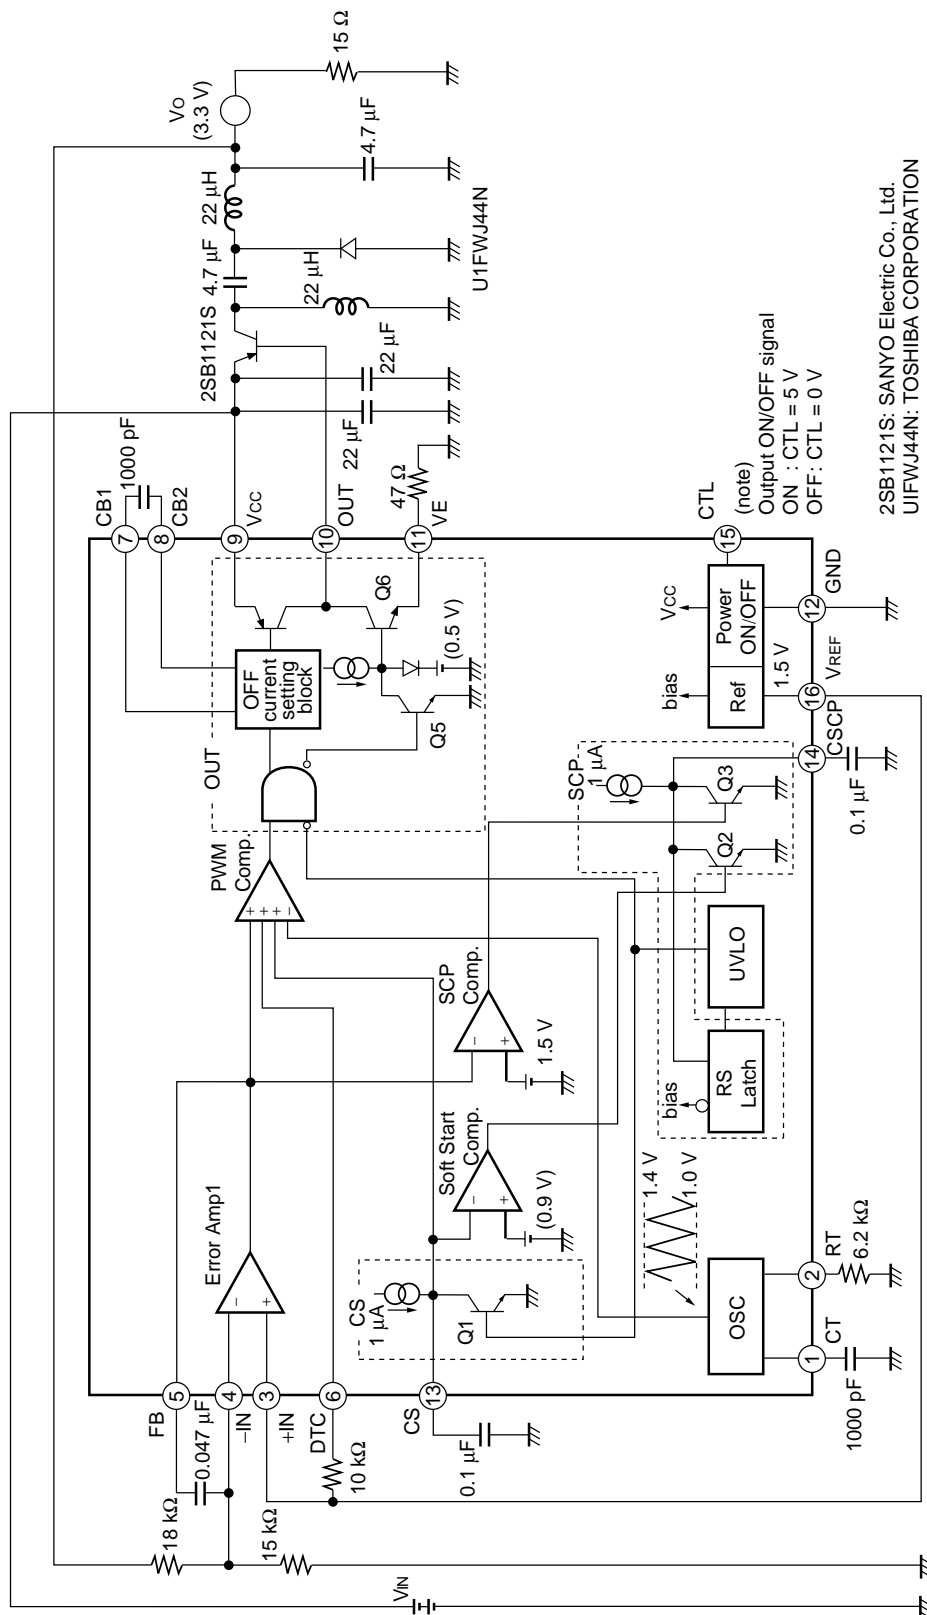 VIN
18 kΩ
15 kΩ
0.047 µF
FB
5
−IN
4
+IN
3
DTC
6
10 kΩ
CS
13
0.1 µF
Error Amp1
−
+
CS
1 µA
Q1
Soft Start
Comp.
−
+
(0.9 V)
SCP
Comp.
−
+
1.5 V
PWM
Comp.
+
+
+
−
OUT
OFF
current
setting
block
Q5
Q6
(0.5 V)
CB1
7
1000 pF
8
CB2
9
VCC
10
OUT
11
VE
47 Ω
22 µF
22 µF
2SB1121S
4.7 µF
22 µH
22 µH
U1FWJ44N
4.7 µF
VO
(3.3 V)
15 Ω
OSC
1.4 V
1.0 V
1
CT
1000 pF
2
RT
6.2 kΩ
bias
RS
Latch
UVLO
SCP
1 µA
Q2
Q3
14
CSCP
0.1 µF
bias
Ref
1.5 V
16
VREF
VCC
Power
ON/OFF
12
GND
15
CTL
(note)
Output ON/OFF signal
ON : CTL = 5 V
OFF : CTL = 0 V
2SB1121S: SANYO Electric Co., Ltd.
UIFWJ44N: TOSHIBA CORPORATION